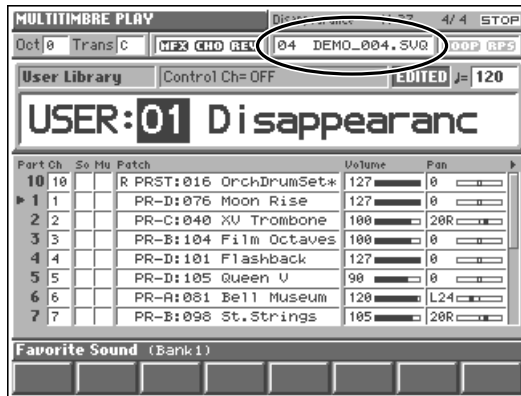 MULTITIMBRE PLAY 4/4 STOP
Oct 0 Trans C MFX CHO REV 04 DEMO_004.SVQ LOOP RPS
User Library Control Ch= OFF EDITED ♩= 120
USER:01 Disappearanc
Part Ch So Mu Patch Volume Pan
10 10 R PRST:016 OrchDrumSet* 127 0
1 1 PR-D:076 Moon Rise 127 0
2 2 PR-C:040 XV Trombone 100 20R
3 3 PR-B:104 Film Octaves 100 0
4 4 PR-D:101 Flashback 127 0
5 5 PR-D:105 Queen V 90 0
6 6 PR-A:081 Bell Museum 120 L24
7 7 PR-B:098 St.Strings 105 20R
Favorite Sound (Bank1)